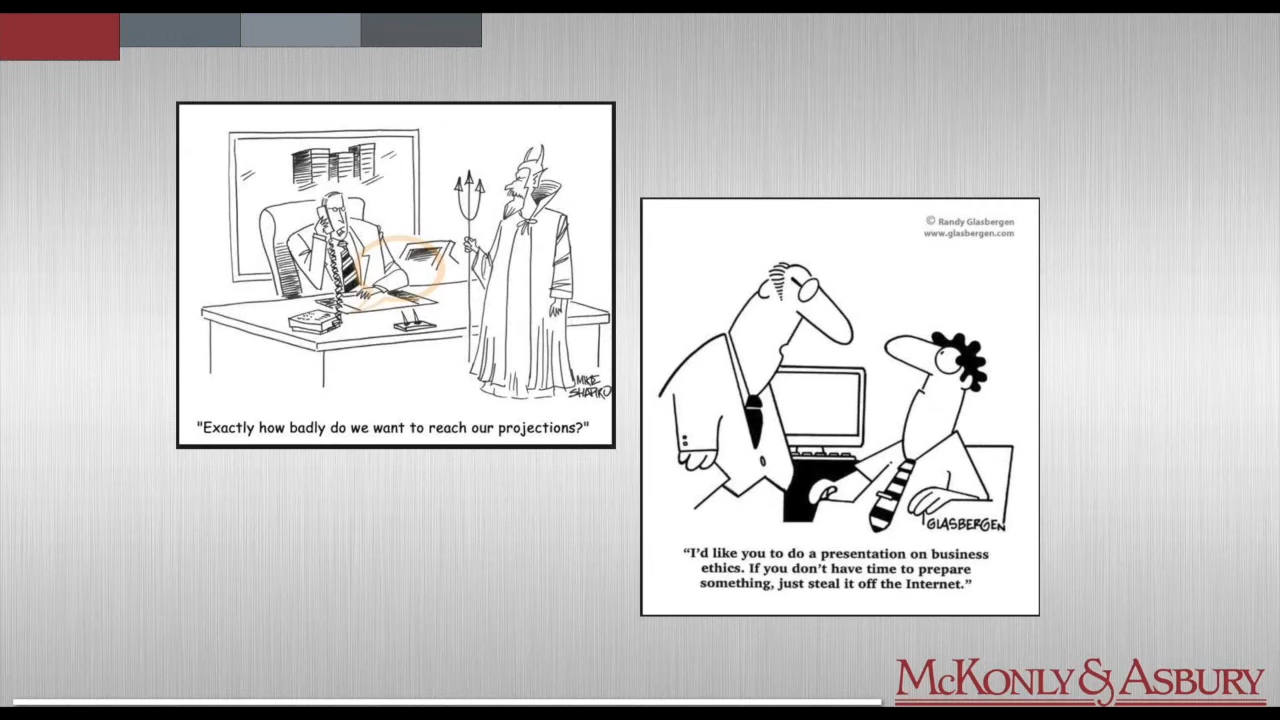 MIKE
SHAPIRO
"Exactly how badly do we want to reach our projections?"
© Randy Glasbergen
www.glasbergen.com
GLASBERGEN
“I’d like you to do a presentation on business
ethics. If you don’t have time to prepare
something, just steal it off the Internet.”
McKonly & Asbury